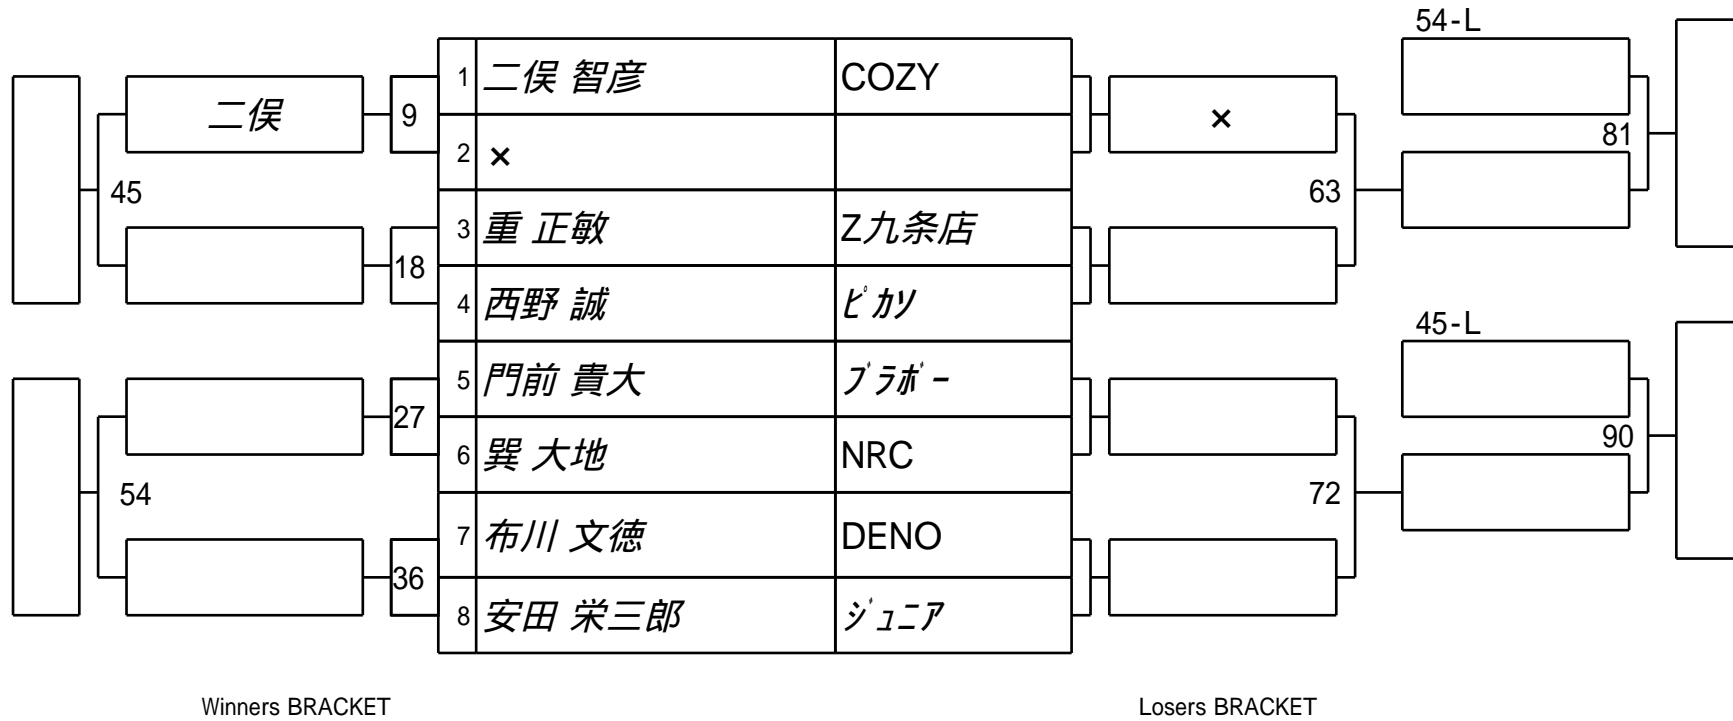 54-L
1 二俣 智彦 COZY
二俣 9 ×
2 × 81
45 63
3 重 正敏 Z九条店
18
4 西野 誠 ﾋﾟｶｿ
45-L
5 門前 貴大 ﾌﾞﾗﾎﾞｰ
27
6 巽 大地 NRC 90
54 72
7 布川 文徳 DENO
36
8 安田 栄三郎 ｼﾞｭﾆｱ
Winners BRACKET Losers BRACKET